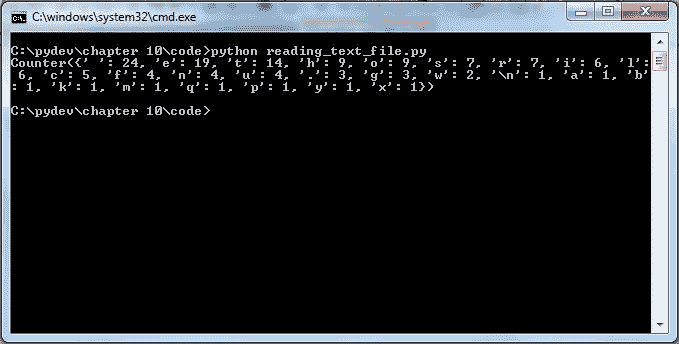 C:\windows\system32\cmd.exe
C:\pydev\chapter 10\code>python reading_text_file.py
Counter({' ': 24, 'e': 19, 't': 14, 'h': 9, 'o': 9, 's': 7, 'r': 7, 'i': 6, 'l':
 6, 'c': 5, 'f': 4, 'n': 4, 'u': 4, '.': 3, 'g': 3, 'w': 2, '\n': 1, 'a': 1, 'b'
: 1, 'k': 1, 'm': 1, 'q': 1, 'p': 1, 'y': 1, 'x': 1})
C:\pydev\chapter 10\code>